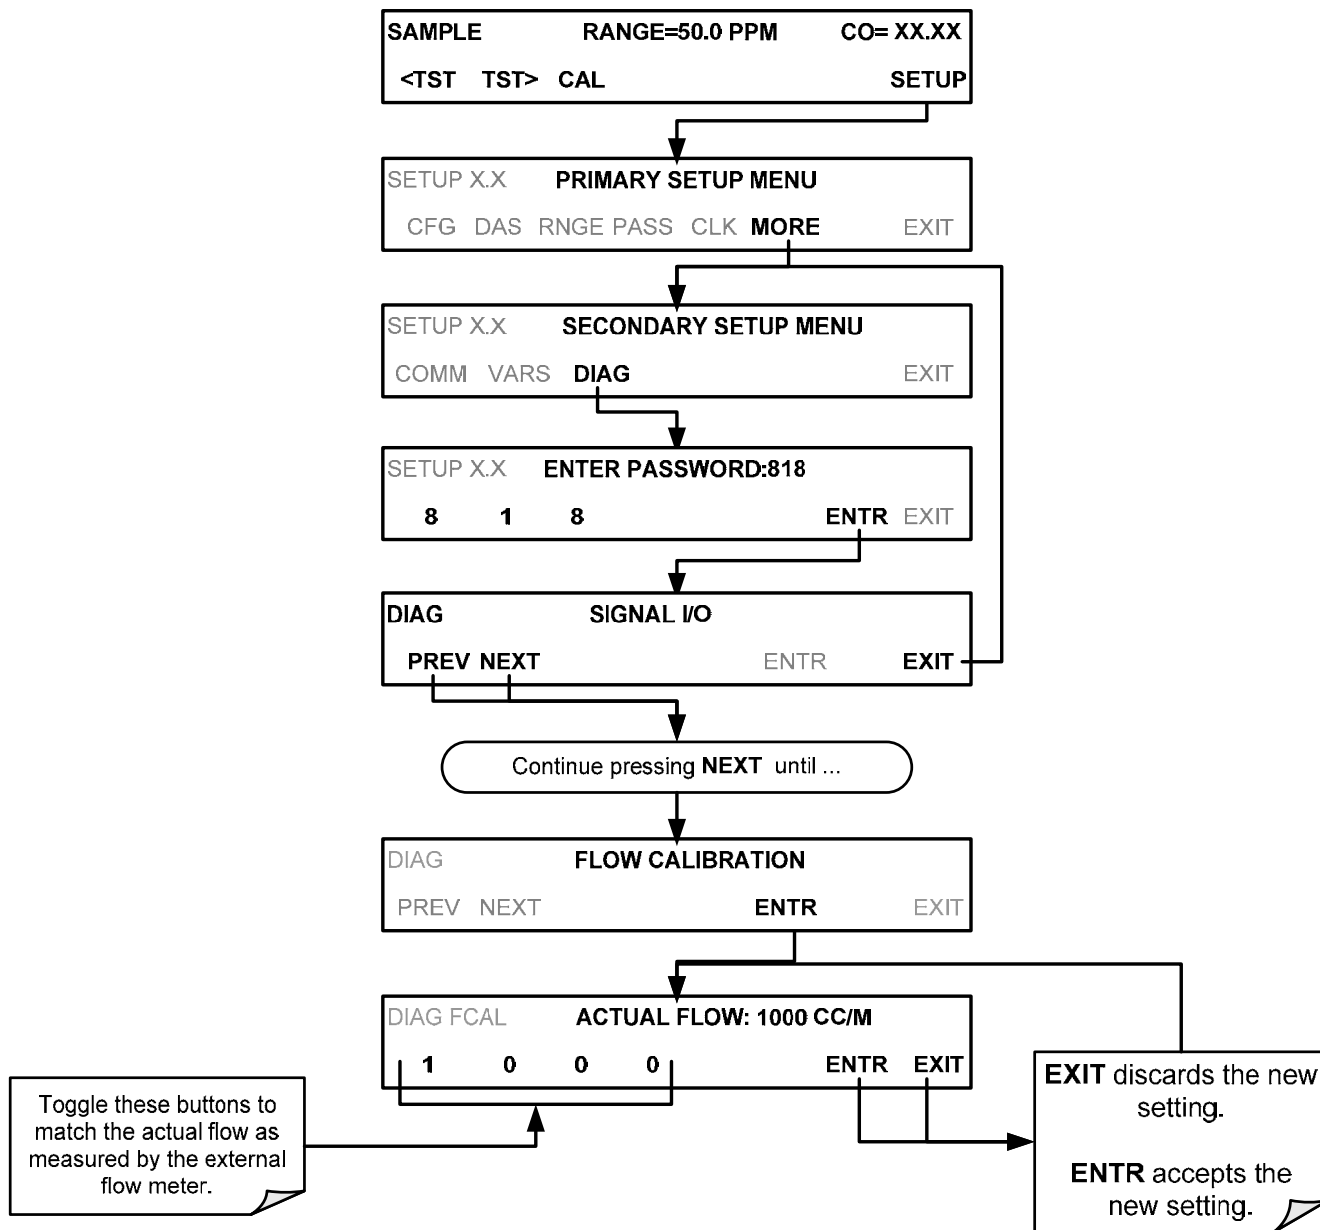 SAMPLE RANGE=50.0 PPM CO= XX.XX
<TST TST> CAL SETUP
SETUP X.X PRIMARY SETUP MENU
CFG DAS RNGE PASS CLK MORE EXIT
SETUP X.X SECONDARY SETUP MENU
COMM VARS DIAG EXIT
SETUP X.X ENTER PASSWORD:818
8 1 8 ENTR EXIT
DIAG SIGNAL I/O
PREV NEXT ENTR EXIT
Continue pressing NEXT until ...
DIAG FLOW CALIBRATION
PREV NEXT ENTR EXIT
DIAG FCAL ACTUAL FLOW: 1000 CC/M
1 0 0 0 ENTR EXIT
Toggle these buttons to
match the actual flow as
measured by the external
flow meter.
EXIT discards the new
setting.
ENTR accepts the
new setting.